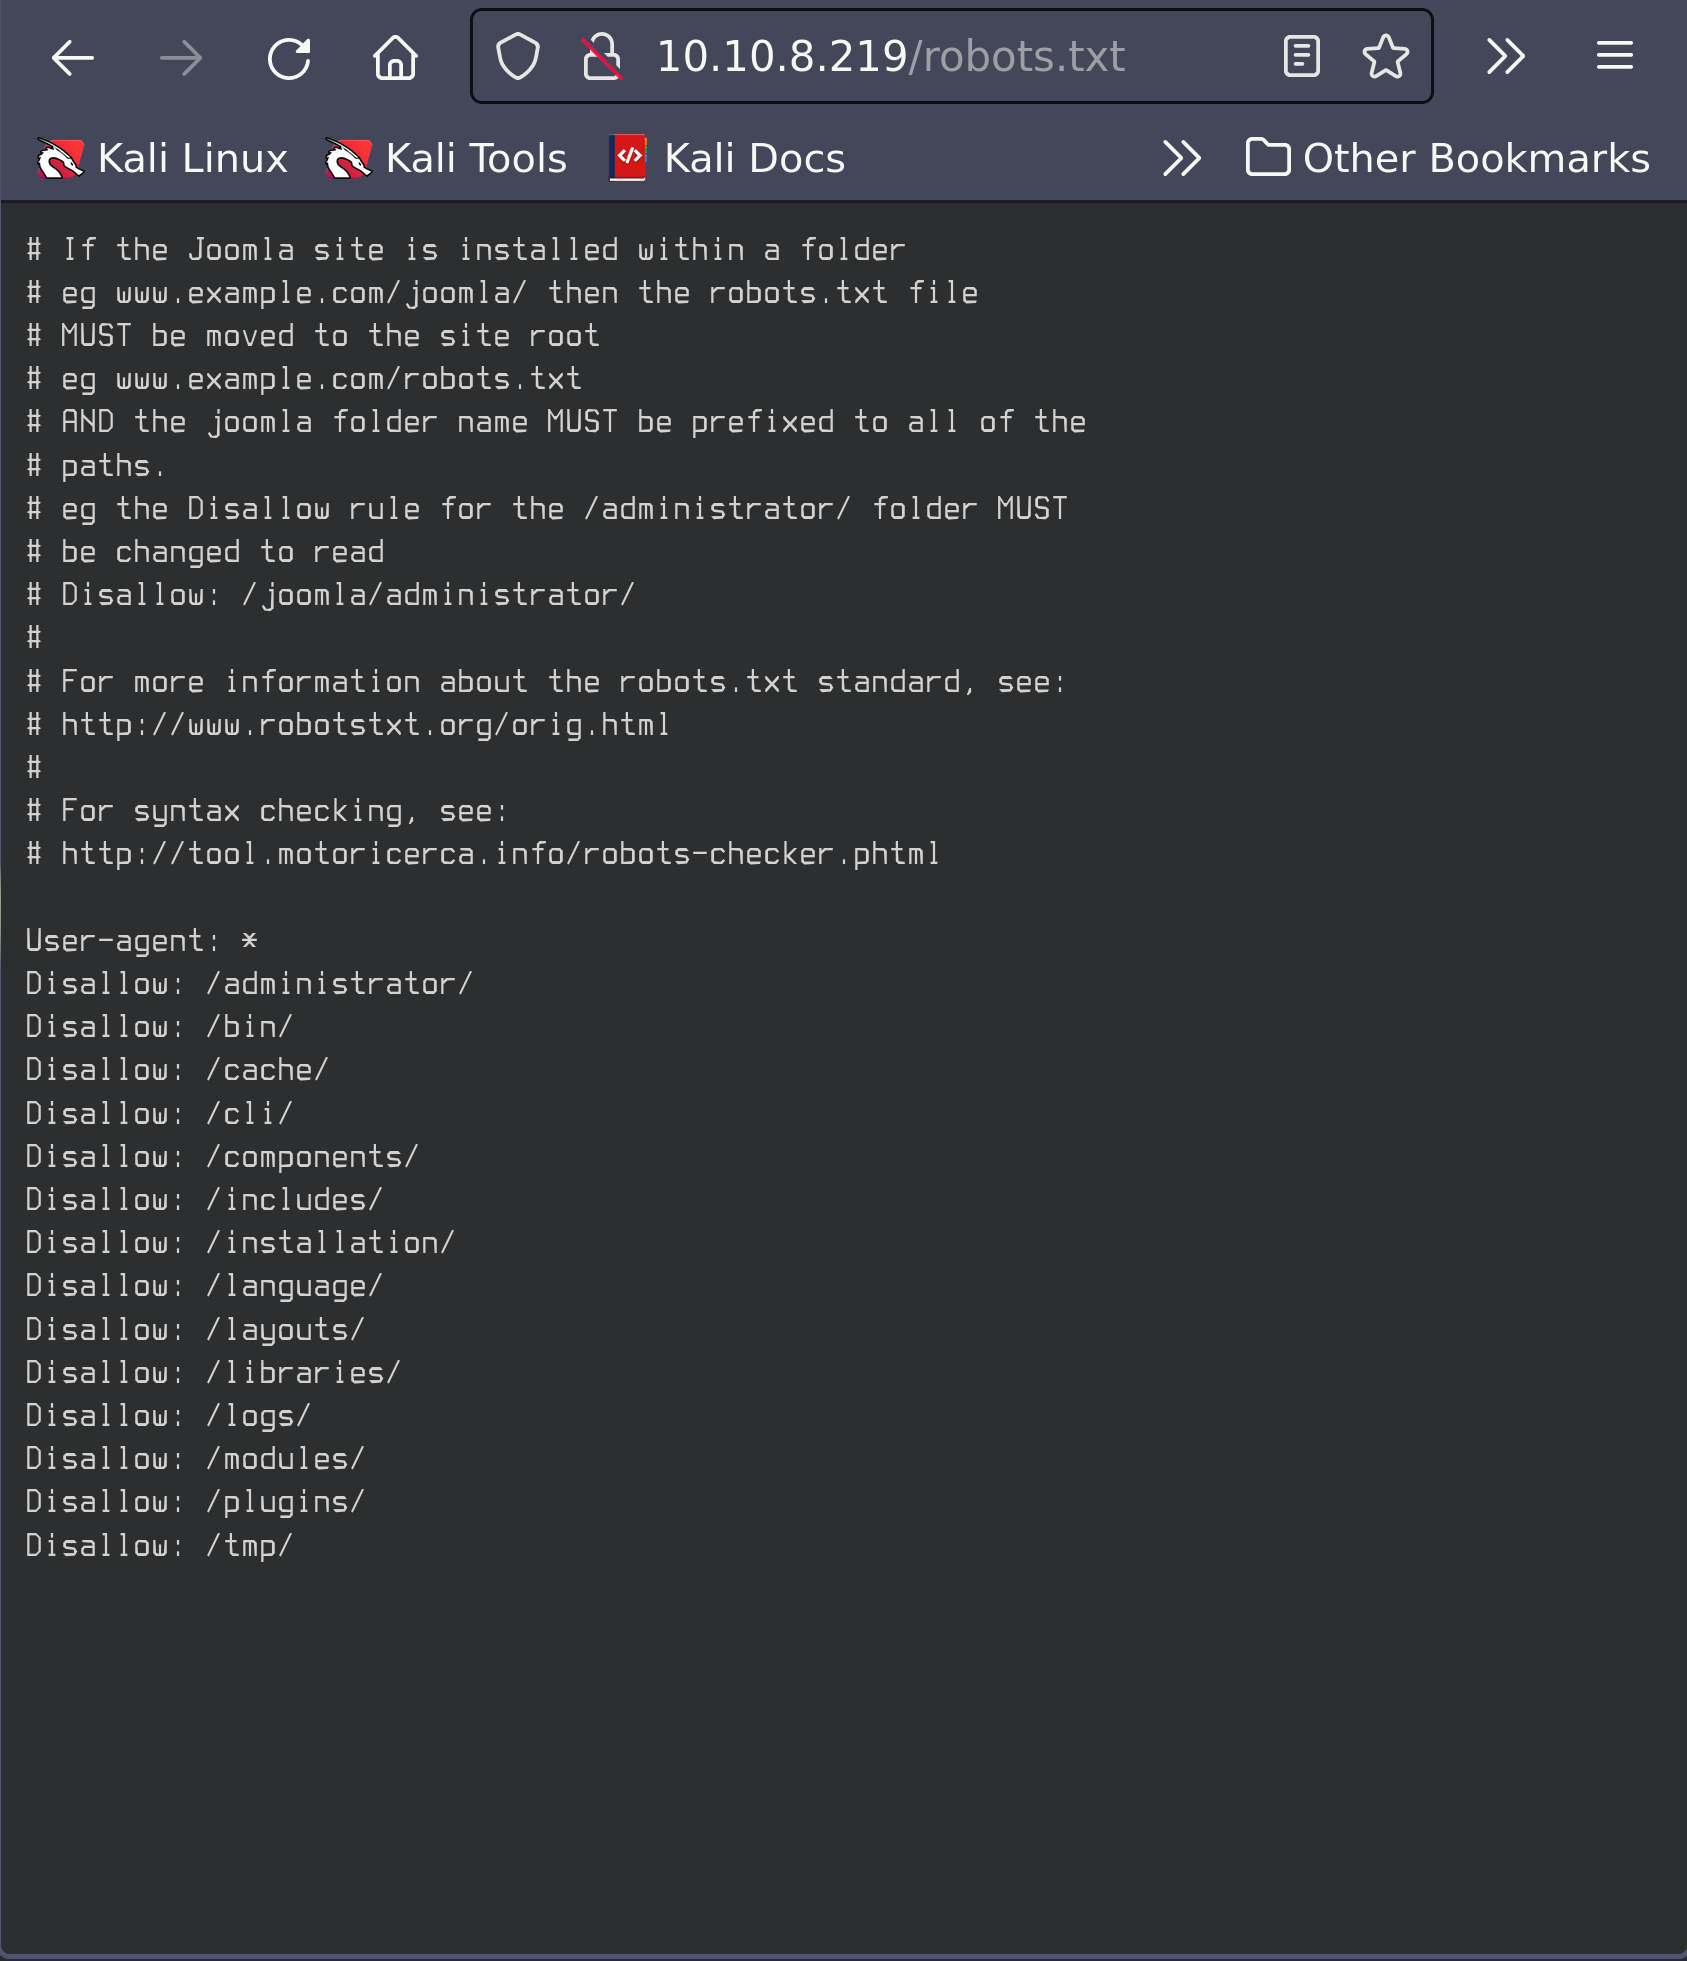 10.10.8.219/robots.txt
Kali Linux Kali Tools Kali Docs Other Bookmarks
# If the Joomla site is installed within a folder
# eg www.example.com/joomla/ then the robots.txt file
# MUST be moved to the site root
# eg www.example.com/robots.txt
# AND the joomla folder name MUST be prefixed to all of the
# paths.
# eg the Disallow rule for the /administrator/ folder MUST
# be changed to read
# Disallow: /joomla/administrator/
#
# For more information about the robots.txt standard, see:
# http://www.robotstxt.org/orig.html
#
# For syntax checking, see:
# http://tool.motoricerca.info/robots-checker.phtml
User-agent: *
Disallow: /administrator/
Disallow: /bin/
Disallow: /cache/
Disallow: /cli/
Disallow: /components/
Disallow: /includes/
Disallow: /installation/
Disallow: /language/
Disallow: /layouts/
Disallow: /libraries/
Disallow: /logs/
Disallow: /modules/
Disallow: /plugins/
Disallow: /tmp/